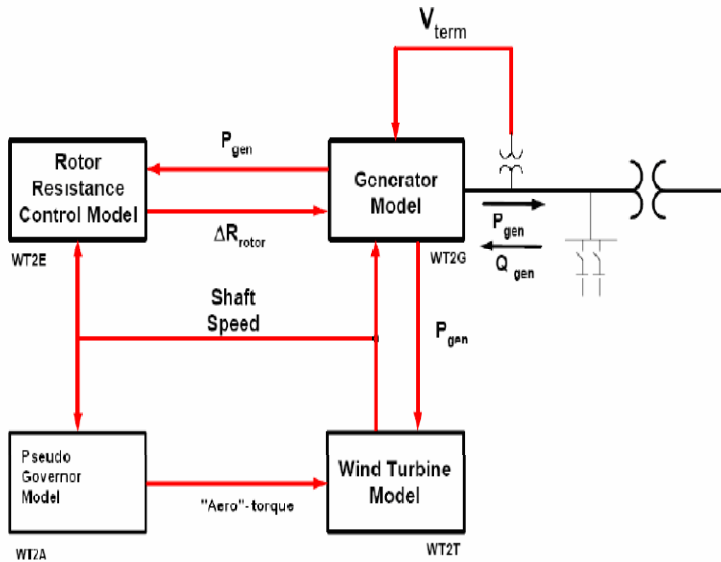 V term
P gen
Rotor
Resistance
Control Model
Generator
Model
ΔR rotor
P gen
Q gen
WT2E
WT2G
Shaft
Speed
P gen
Pseudo
Governor
Model
Wind Turbine
Model
"Aero"-torque
WT2A
WT2T